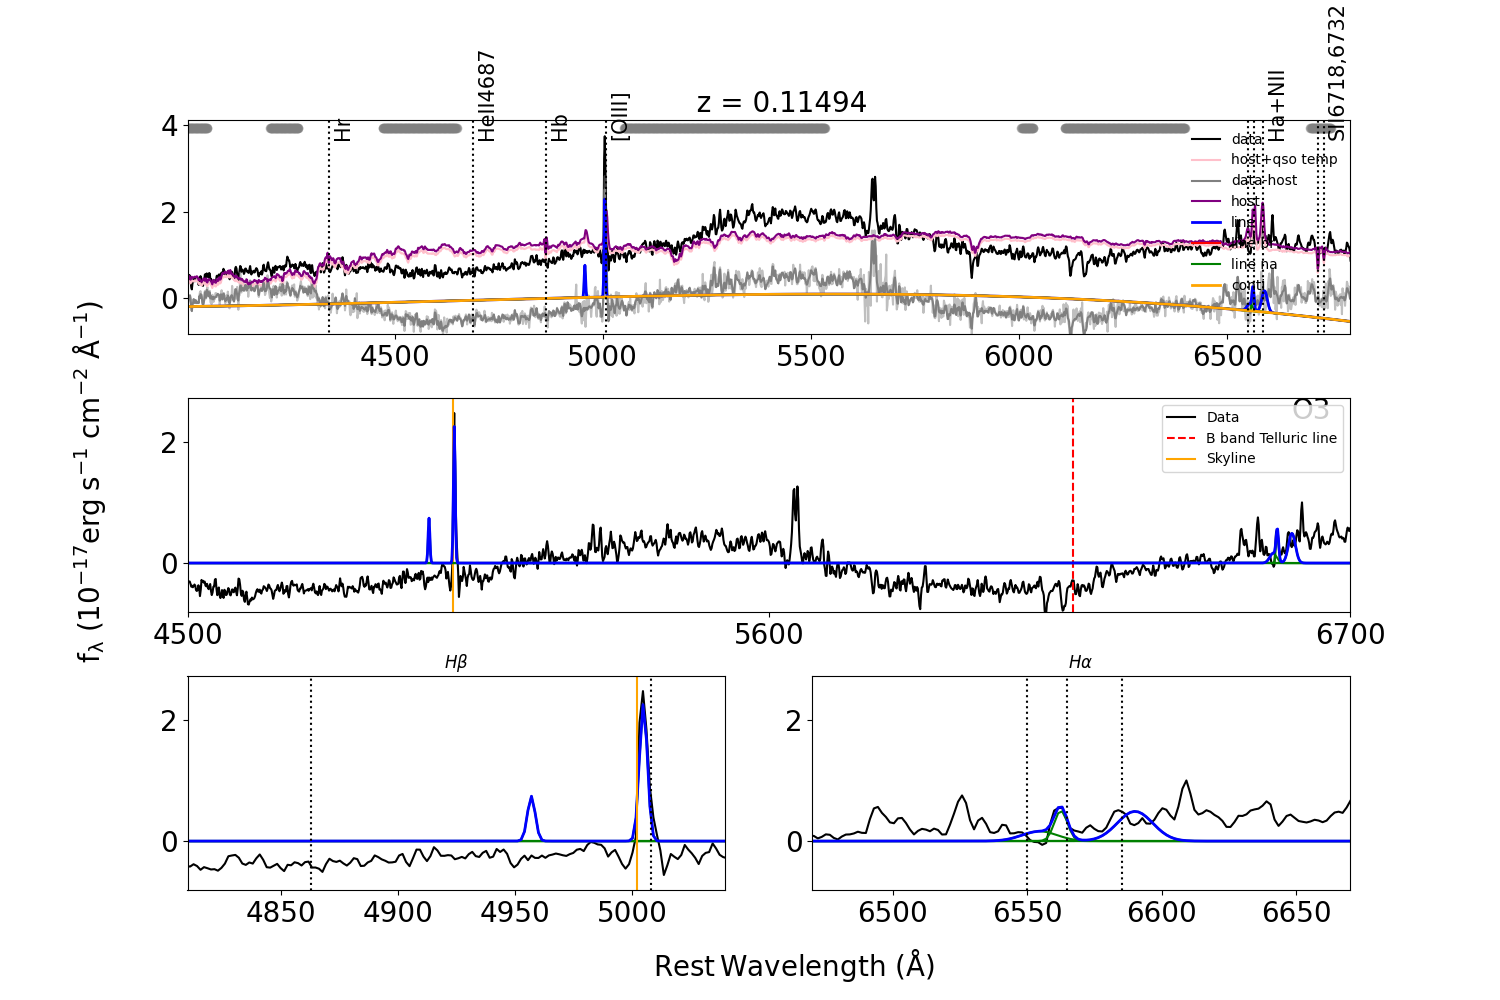 z = 0.11494
Hr
HeII4687
Hb
[OIII]
Ha+NII
SII6718,6732
4
2
0
data
host+qso temp
data-host
host
line
line na
conti
4500
5000
5500
6000
6500
fλ (10−17erg s−1 cm−2 Å−1)
O3
Data
B band Telluric line
Skyline
2
0
4500
5600
6700
Hβ
2
0
4850
4900
4950
5000
Hα
2
0
6500
6550
6600
6650
Rest Wavelength (Å)